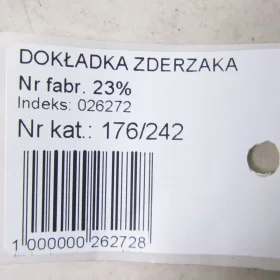 DOKŁADKA ZDERZAKA
Nr fabr. 23%
Indeks: 026272
Nr kat.: 176/242
1 000000 262728